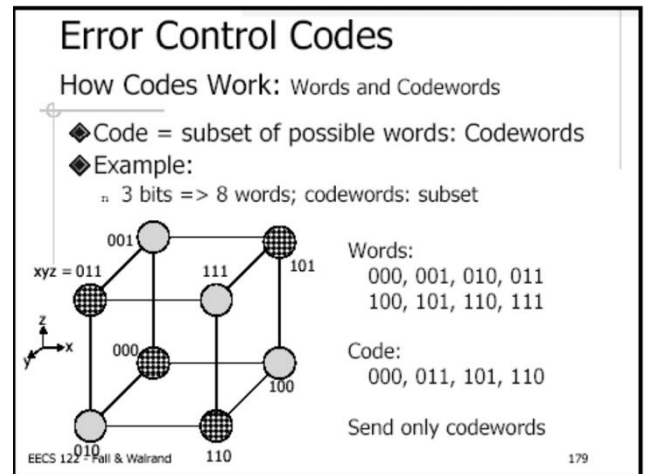 Error Control Codes
How Codes Work: Words and Codewords
Code = subset of possible words: Codewords
Example:
n 3 bits => 8 words; codewords: subset
001
101
xyz = 011
111
z
x
y
000
100
010
110
Words:
000, 001, 010, 011
100, 101, 110, 111
Code:
000, 011, 101, 110
Send only codewords
EECS 122 - Fall & Walrand
179